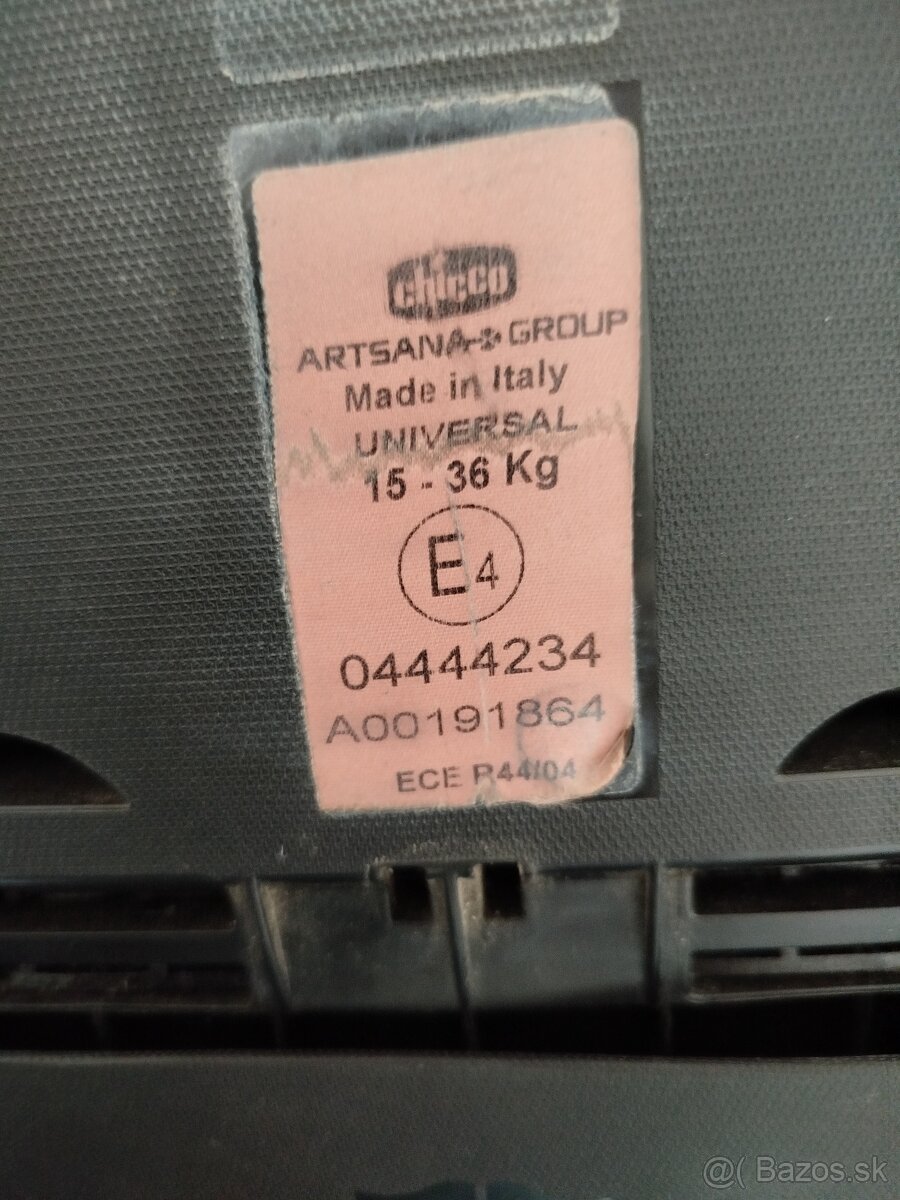 chicco
ARTSANA GROUP
Made in Italy
UNIVERSAL
15 - 36 Kg
E4
04444234
A00191864
ECE R44/04
@( Bazos.sk